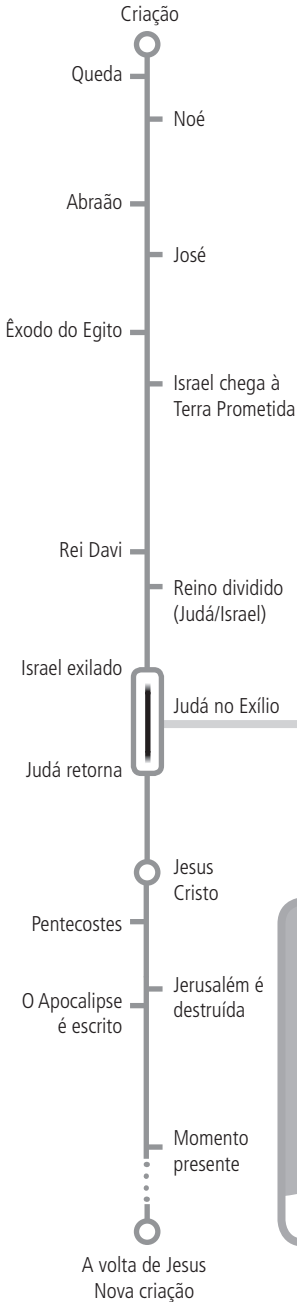 Criação
Queda
Noé
Abraão
José
Êxodo do Egito
Israel chega à
Terra Prometida
Rei Davi
Reino dividido
(Judá/Israel)
Israel exilado
Judá no Exílio
Judá retorna
Jesus
Cristo
Pentecostes
Jerusalém é
destruída
O Apocalipse
é escrito
Momento
presente
A volta de Jesus
Nova criação